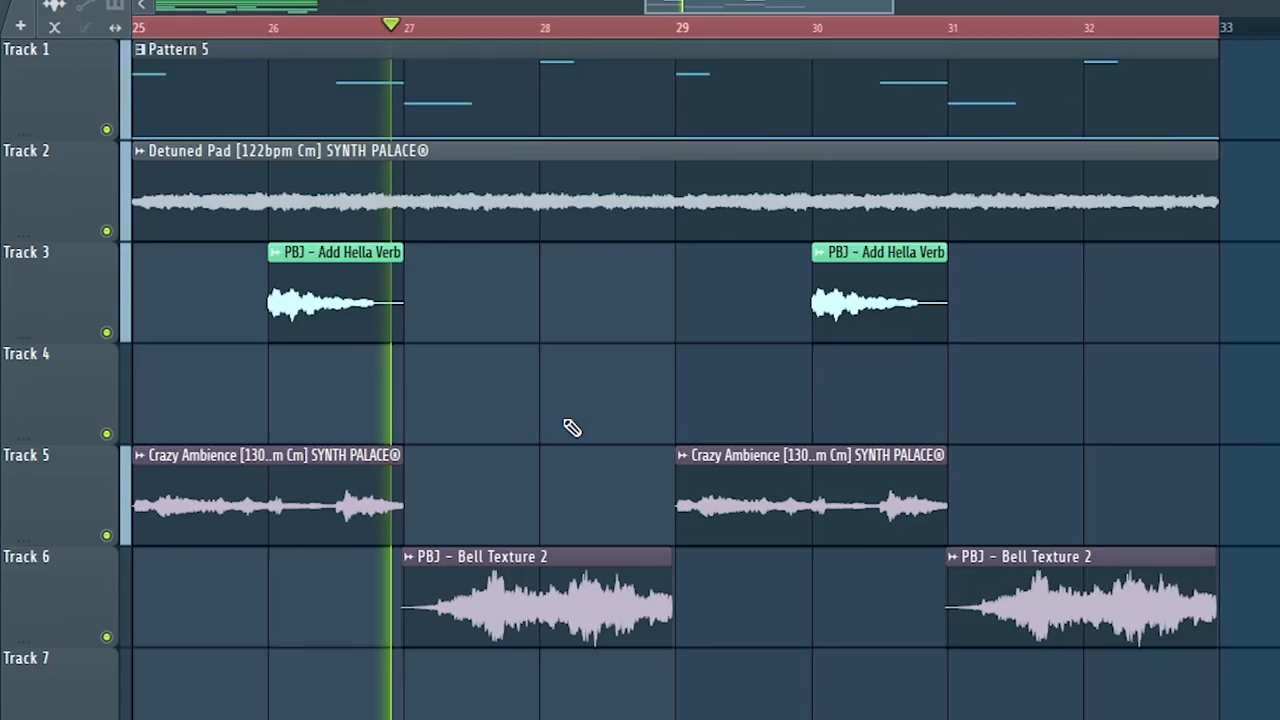 25 26 27 28 29 30 31 32 33
Track 1
Pattern 5
Track 2
Detuned Pad [122bpm Cm] SYNTH PALACE®
Track 3
PBJ - Add Hella Verb PBJ - Add Hella Verb
Track 4
Track 5
Crazy Ambience [130..m Cm] SYNTH PALACE® Crazy Ambience [130..m Cm] SYNTH PALACE®
Track 6
PBJ - Bell Texture 2 PBJ - Bell Texture 2
Track 7